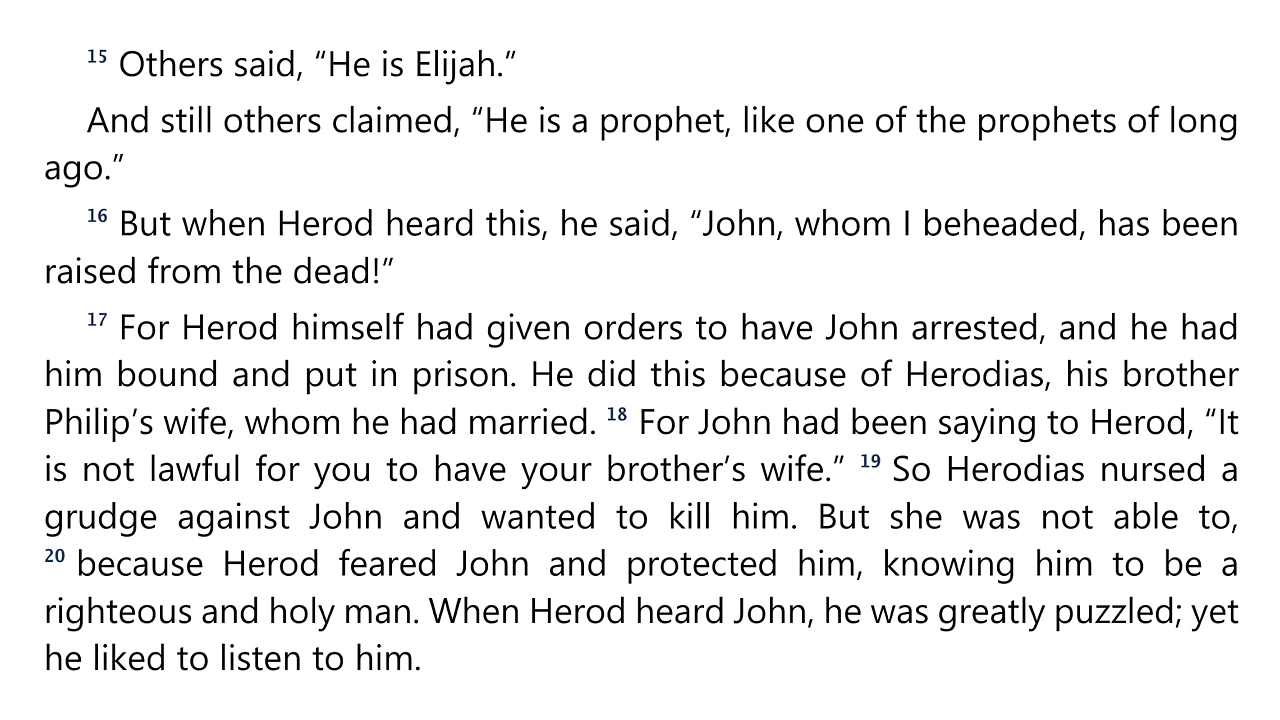 15 Others said, “He is Elijah.”
And still others claimed, “He is a prophet, like one of the prophets of long
ago.”
16 But when Herod heard this, he said, “John, whom I beheaded, has been
raised from the dead!”
17 For Herod himself had given orders to have John arrested, and he had
him bound and put in prison. He did this because of Herodias, his brother
Philip’s wife, whom he had married. 18 For John had been saying to Herod, “It
is not lawful for you to have your brother’s wife.” 19 So Herodias nursed a
grudge against John and wanted to kill him. But she was not able to,
20 because Herod feared John and protected him, knowing him to be a
righteous and holy man. When Herod heard John, he was greatly puzzled; yet
he liked to listen to him.